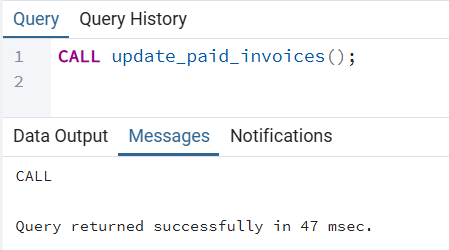 Query Query History
1 CALL update_paid_invoices();
2
Data Output Messages Notifications
CALL
Query returned successfully in 47 msec.